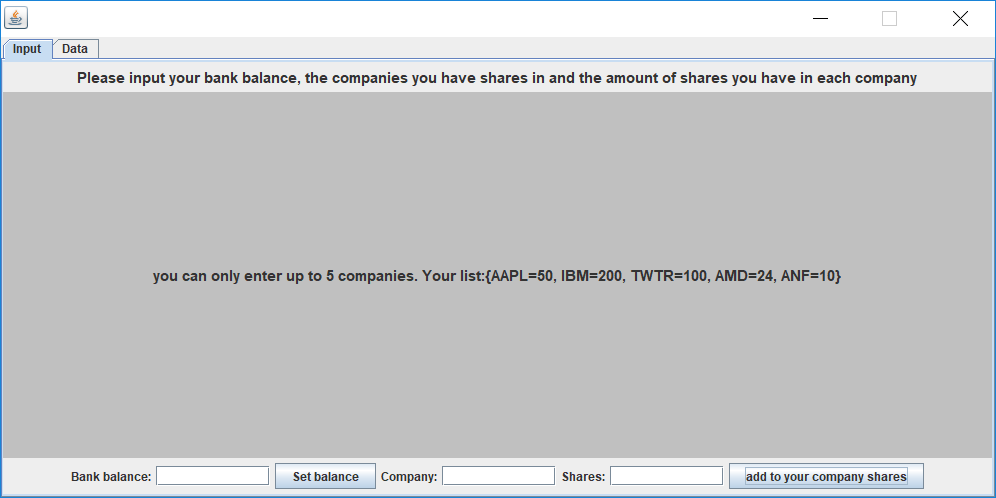 Input Data
Please input your bank balance, the companies you have shares in and the amount of shares you have in each company
you can only enter up to 5 companies. Your list:{AAPL=50, IBM=200, TWTR=100, AMD=24, ANF=10}
Bank balance: Set balance Company: Shares: add to your company shares